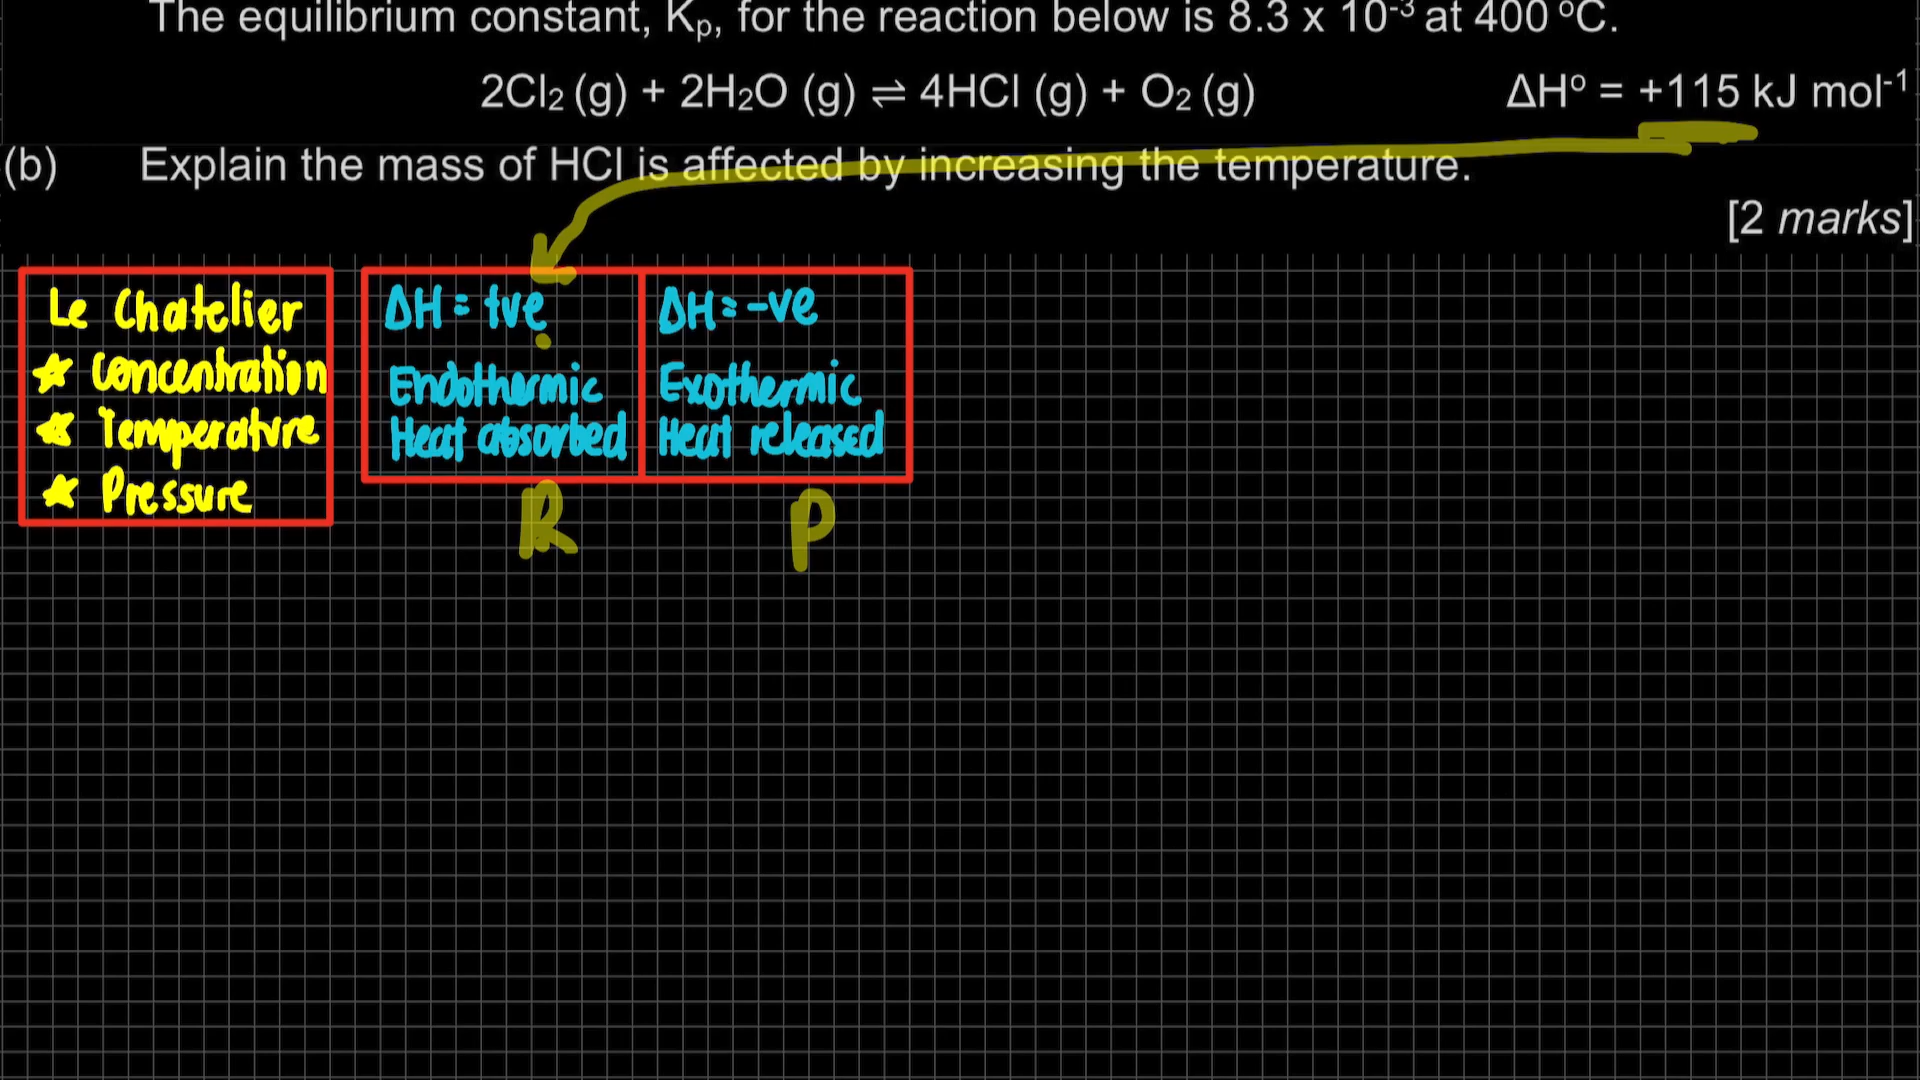 The equilibrium constant, Kp, for the reaction below is 8.3 x 10⁻³ at 400 ºC.
2Cl₂ (g) + 2H₂O (g) ⇌ 4HCl (g) + O₂ (g) ΔHº = +115 kJ mol⁻¹
(b) Explain the mass of HCl is affected by increasing the temperature.
[2 marks]
Le Chatelier
★ Concentration
★ Temperature
★ Pressure
ΔH = +ve
Endothermic
Heat absorbed
R
ΔH = -ve
Exothermic
Heat released
P